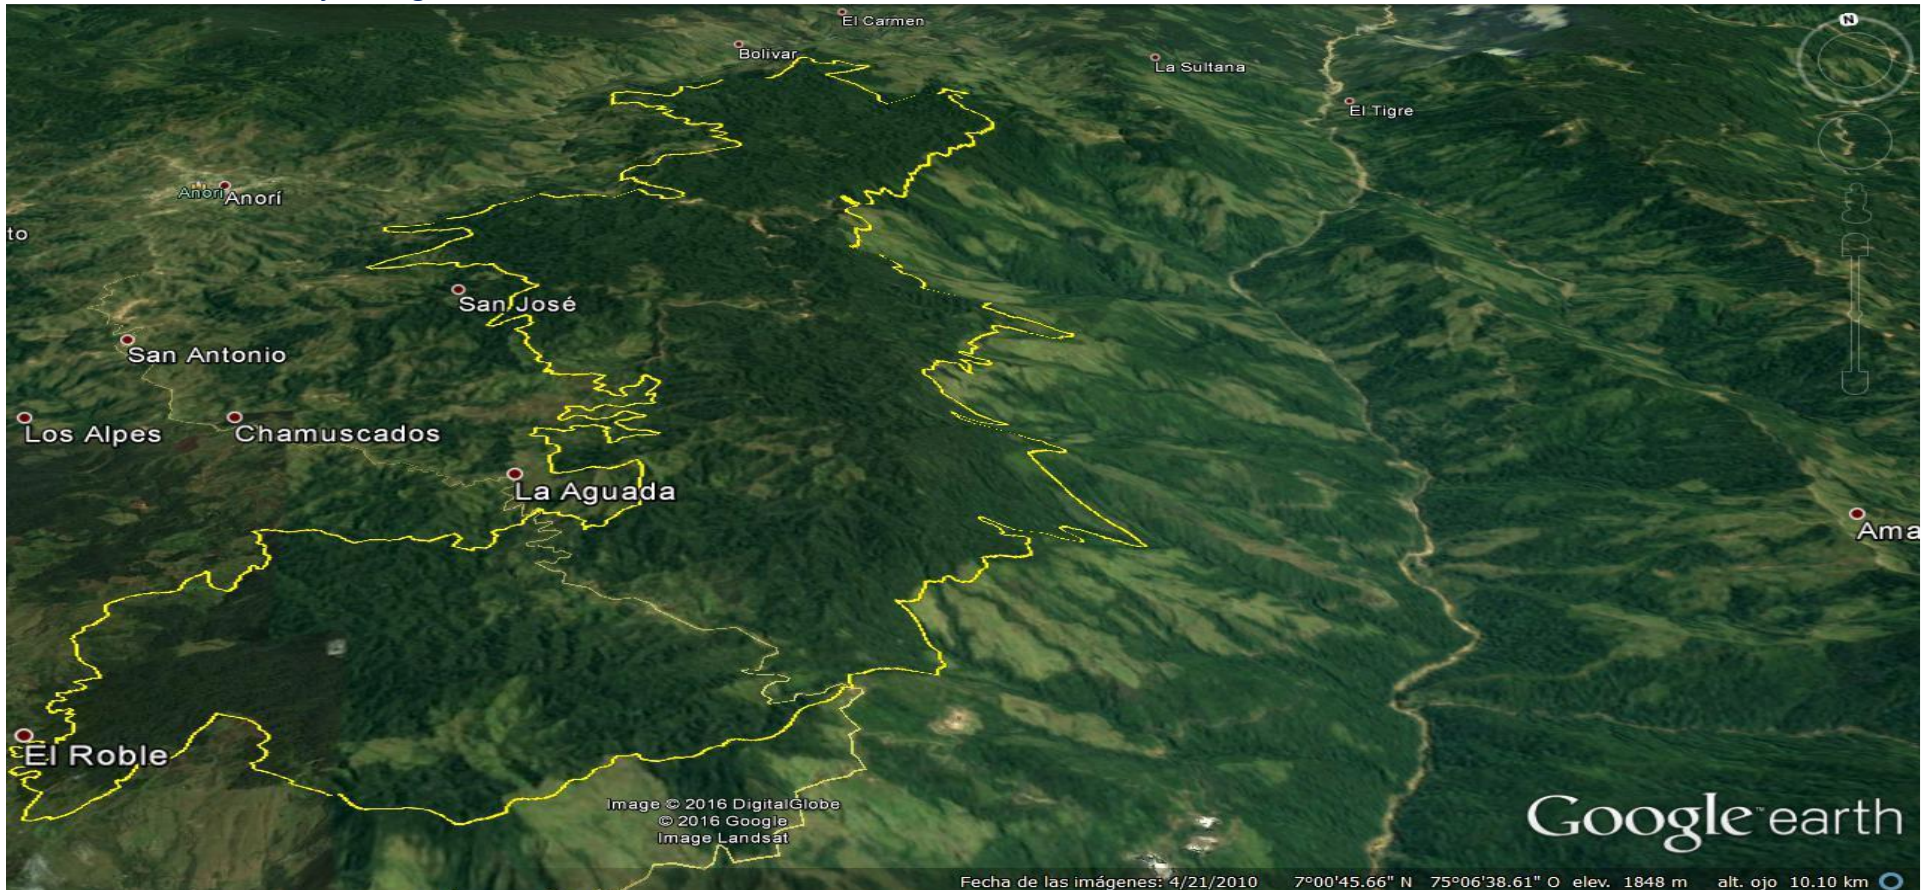 El Carmen
Bolívar
La Sultana
El Tigre
N
Anorí
Anorí
to
San José
San Antonio
Los Alpes
Chamuscados
La Aguada
Ama
El Roble
Image © 2016 DigitalGlobe
© 2016 Google
Image Landsat
Google earth
Fecha de las imágenes: 4/21/2010 7°00'45.66" N 75°06'38.61" O elev. 1848 m alt. ojo 10.10 km